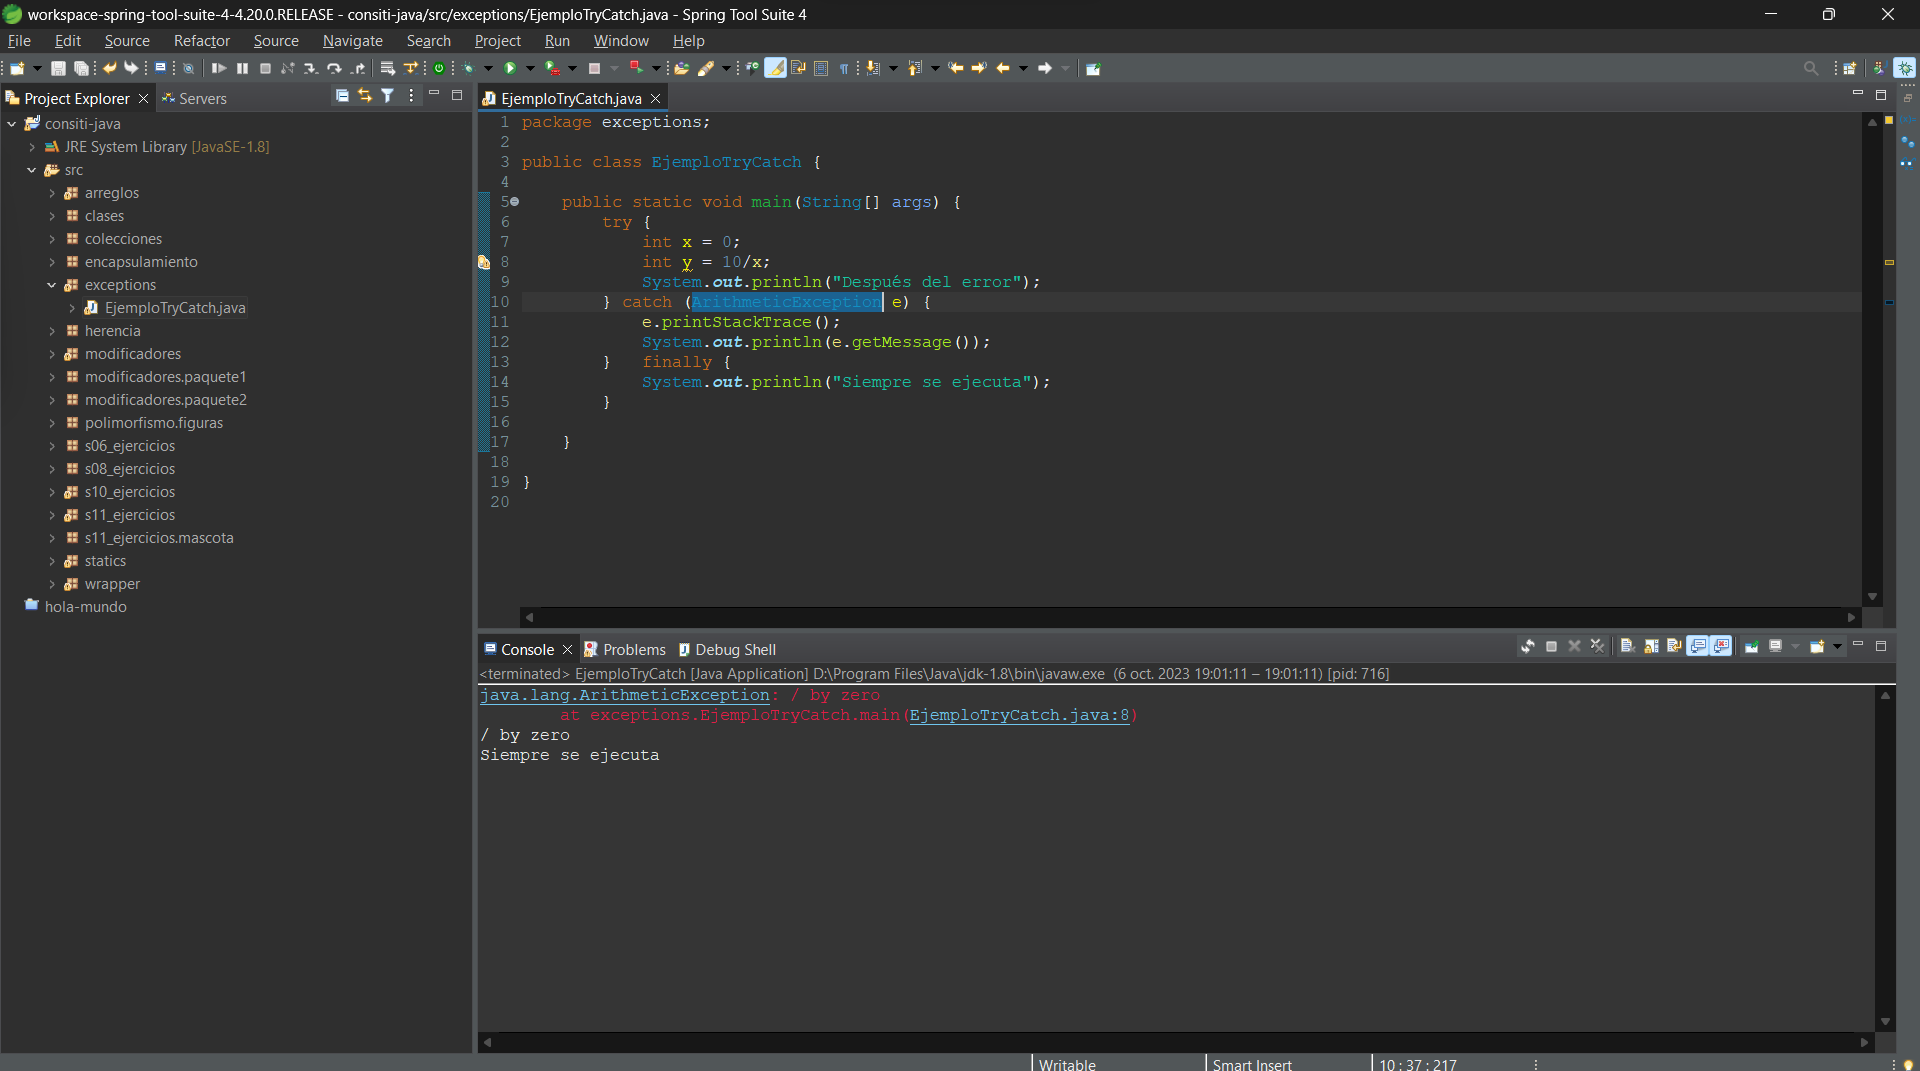 workspace-spring-tool-suite-4-4.20.0.RELEASE - consiti-java/src/exceptions/EjemploTryCatch.java - Spring Tool Suite 4
File Edit Source Refactor Source Navigate Search Project Run Window Help
Project Explorer Servers
consiti-java
JRE System Library [JavaSE-1.8]
src
arreglos
clases
colecciones
encapsulamiento
exceptions
EjemploTryCatch.java
herencia
modificadores
modificadores.paquete1
modificadores.paquete2
polimorfismo.figuras
s06_ejercicios
s08_ejercicios
s10_ejercicios
s11_ejercicios
s11_ejercicios.mascota
statics
wrapper
hola-mundo
EjemploTryCatch.java
1 package exceptions;
2
3 public class EjemploTryCatch {
4
5 public static void main(String[] args) {
6 try {
7 int x = 0;
8 int y = 10/x;
9 System.out.println("Después del error");
10 } catch (ArithmeticException e) {
11 e.printStackTrace();
12 System.out.println(e.getMessage());
13 } finally {
14 System.out.println("Siempre se ejecuta");
15 }
16
17 }
18
19 }
20
Console Problems Debug Shell
<terminated> EjemploTryCatch [Java Application] D:\Program Files\Java\jdk-1.8\bin\javaw.exe (6 oct. 2023 19:01:11 – 19:01:11) [pid: 716]
java.lang.ArithmeticException: / by zero
at exceptions.EjemploTryCatch.main(EjemploTryCatch.java:8)
/ by zero
Siempre se ejecuta
Writable Smart Insert 10 : 37 : 217